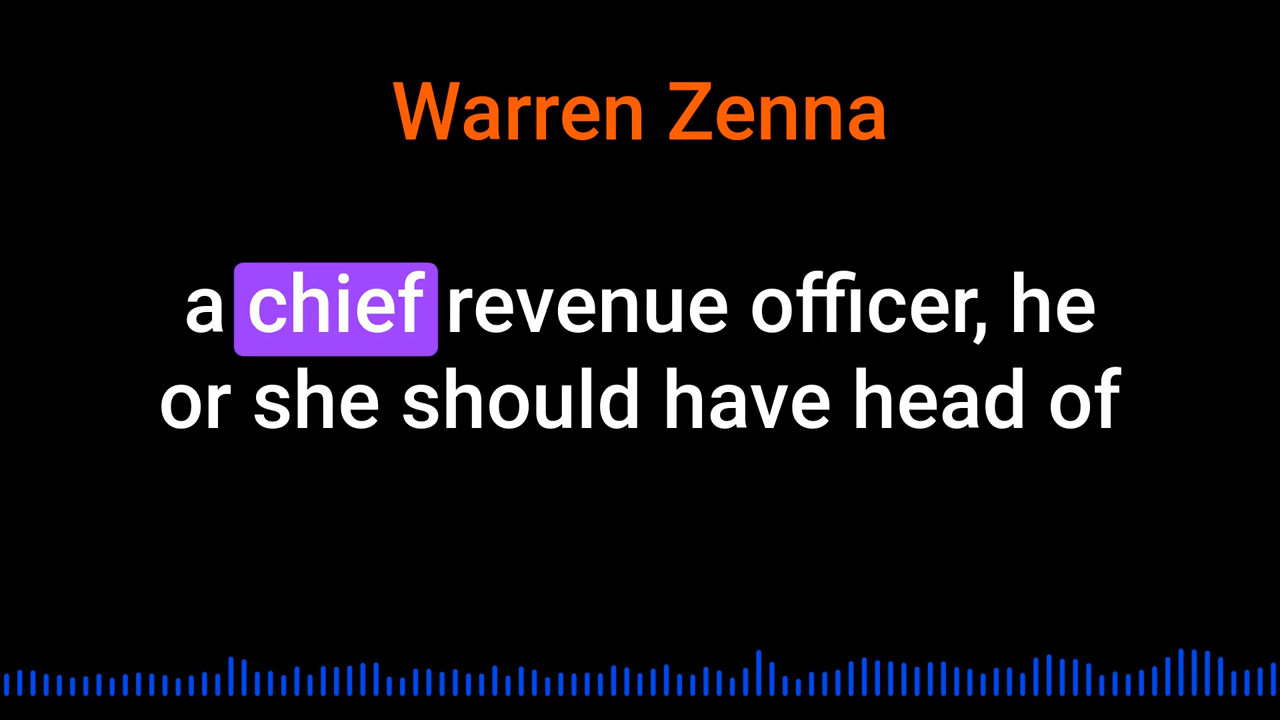 Warren Zenna
a chief revenue officer, he
or she should have head of